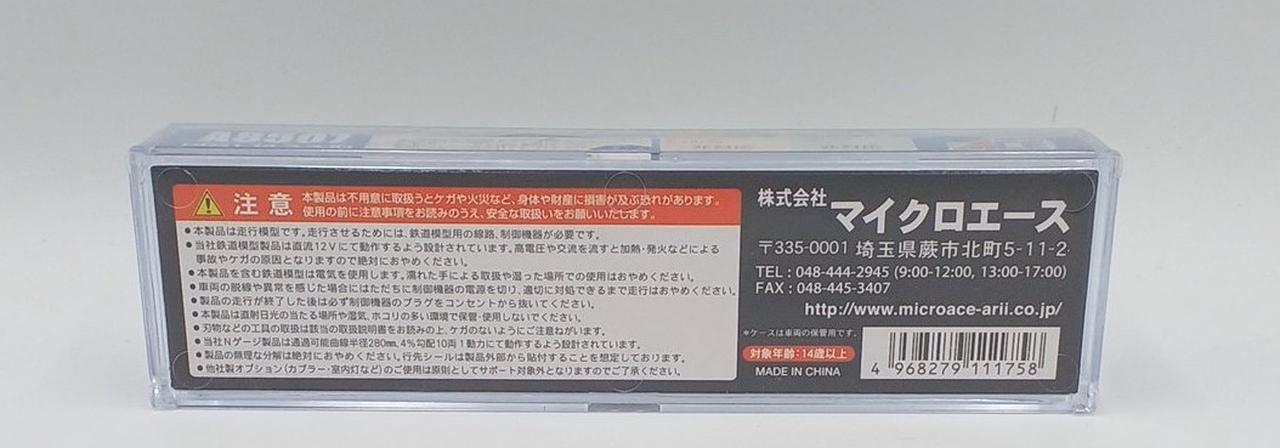 ⚠ 注意
本製品は不用意に取扱うとケガや火災など、身体や財産に損害が及ぶ恐れがあります。
使用の前に注意事項をお読みのうえ、安全な取扱いをお願いいたします。
●本製品は走行模型です。走行させるためには、鉄道模型用の線路、制御機器が必要です。
●当社鉄道模型製品は直流12Vにて動作するよう設計されています。高電圧や交流を流すと加熱・発火などによる
事故やケガの原因となりますので絶対におやめください。
●本製品を含む鉄道模型は電気を使用します。濡れた手による取扱や湿った場所での使用はおやめください。
●車両の脱線や異常を感じた場合にはただちに制御機器の電源を切り、適切に対処できるまで走行はおやめください。
●製品の走行が終了した後は必ず制御機器のプラグをコンセントから抜いてください。
●本製品は直射日光の当たる場所や湿気、ホコリの多い環境で保管・使用しないでください。
●刃物などの工具の取扱は該当の取扱説明書をお読みの上、ケガのないようにご注意ねがいます。
●当社Nゲージ製品は通過可能曲線半径280mm、4%勾配10両1動力にて動作するよう設計されています。
●製品の無理な分解は絶対におやめください。行先シールは製品外部から貼付することを想定しております。
●他社製オプション(カプラー・室内灯など)のご使用は原則としてサポート対象外となりますのでご了承ください。
株式会社
マイクロエース
〒335-0001 埼玉県蕨市北町5-11-2
TEL : 048-444-2945 (9:00-12:00, 13:00-17:00)
FAX : 048-445-3407
http://www.microace-arii.co.jp/
*ケースは車両の保管用です。
対象年齢:14歳以上
MADE IN CHINA
4 968279 111758